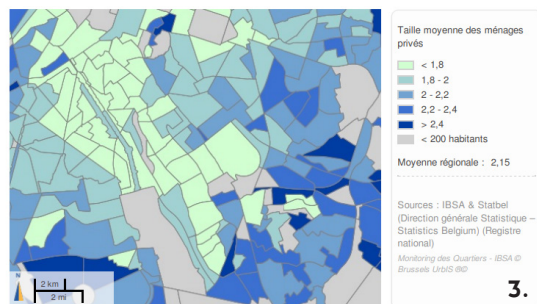 Taille moyenne des ménages
privés
< 1,8
1,8 - 2
2 - 2,2
2,2 - 2,4
> 2,4
< 200 habitants
Moyenne régionale : 2,15
Sources : IBSA & Statbel
(Direction générale Statistique –
Statistics Belgium) (Registre
national)
Monitoring des Quartiers - IBSA ©
Brussels UrbIS ®©
3.
N
2 km
2 mi